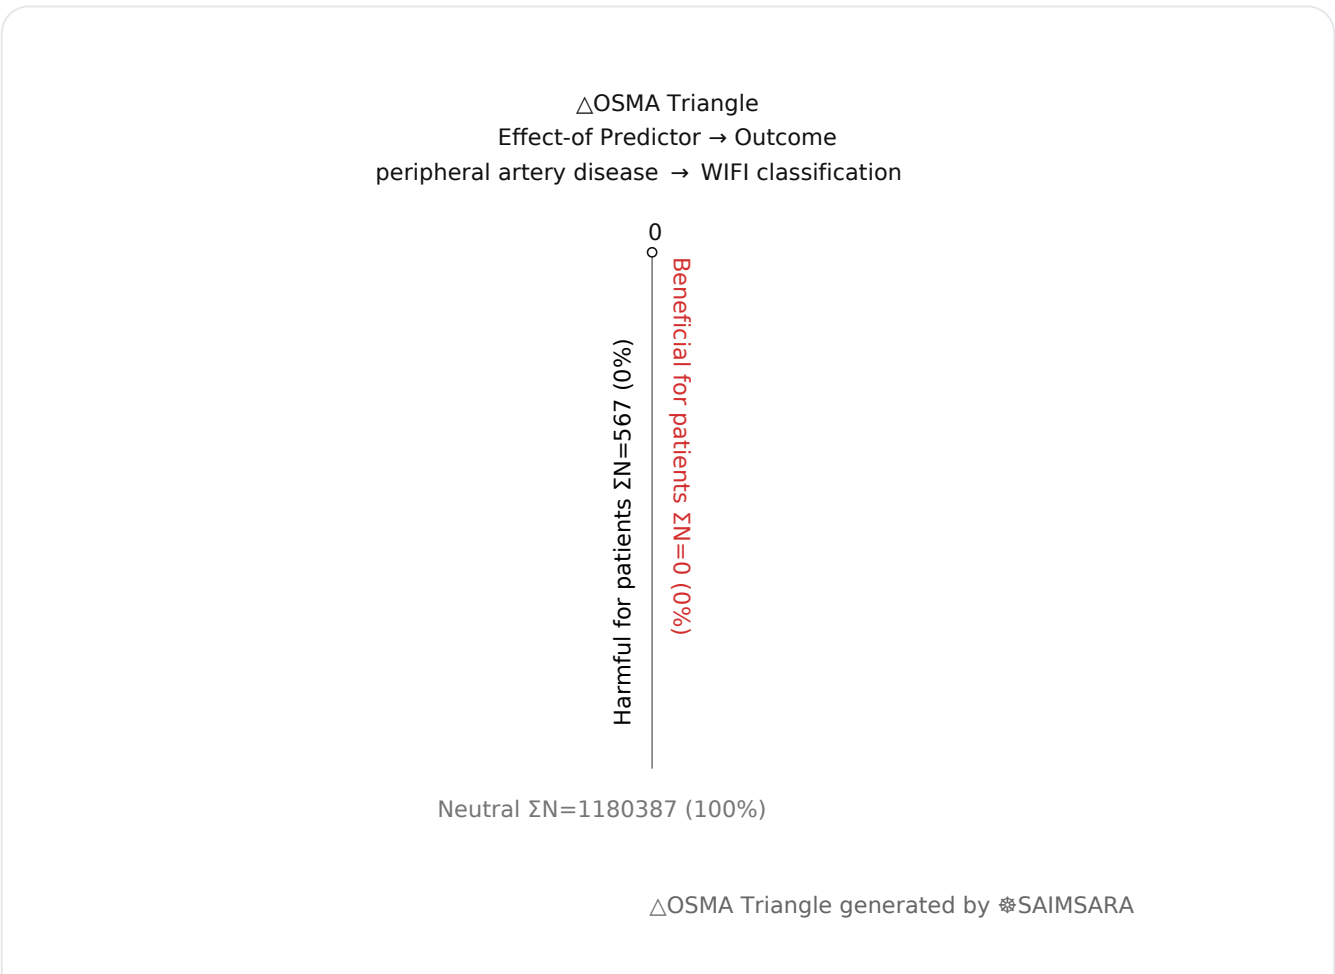 △OSMA Triangle
Effect-of Predictor → Outcome
peripheral artery disease → WIFI classification
0
Harmful for patients ΣN=567 (0%)
Beneficial for patients ΣN=0 (0%)
Neutral ΣN=1180387 (100%)
△OSMA Triangle generated by ☸SAIMSARA